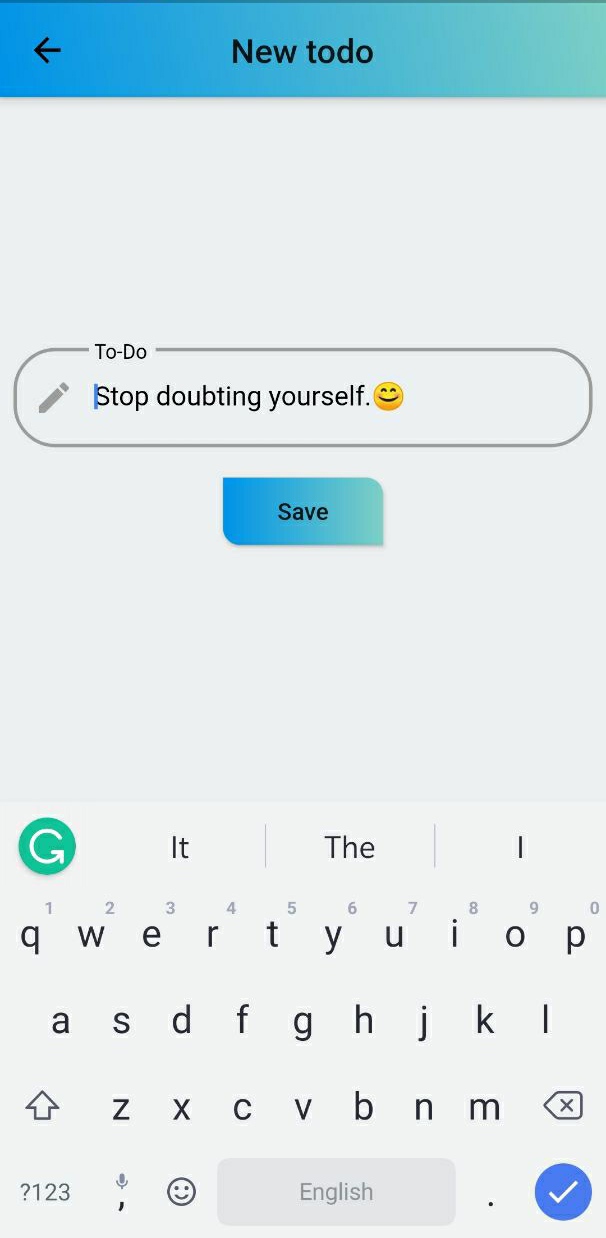 New todo
To-Do
Stop doubting yourself.😊
Save
It The I
1 2 3 4 5 6 7 8 9 0
q w e r t y u i o p
a s d f g h j k l
z x c v b n m
?123 , English .